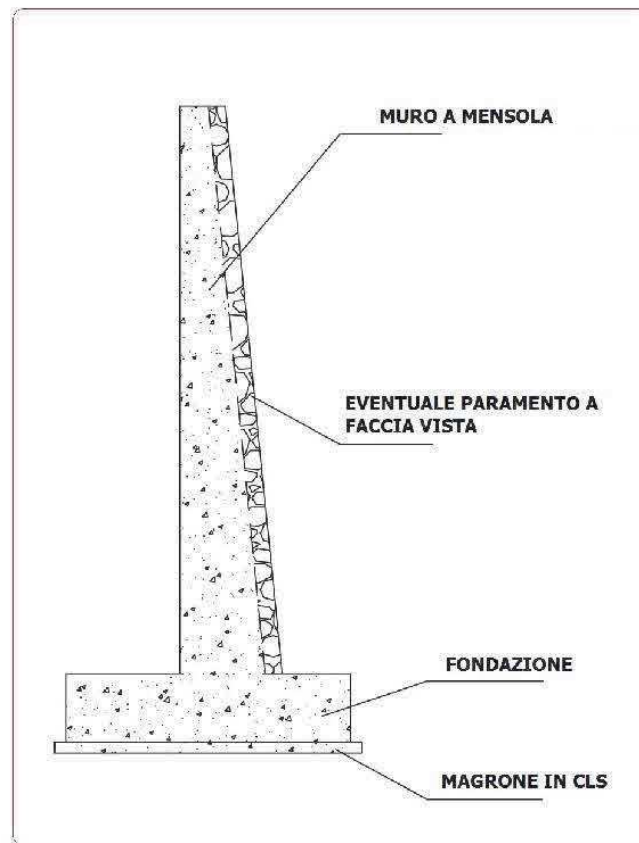 MURO A MENSOLA
EVENTUALE PARAMENTO A
FACCIA VISTA
FONDAZIONE
MAGRONE IN CLS